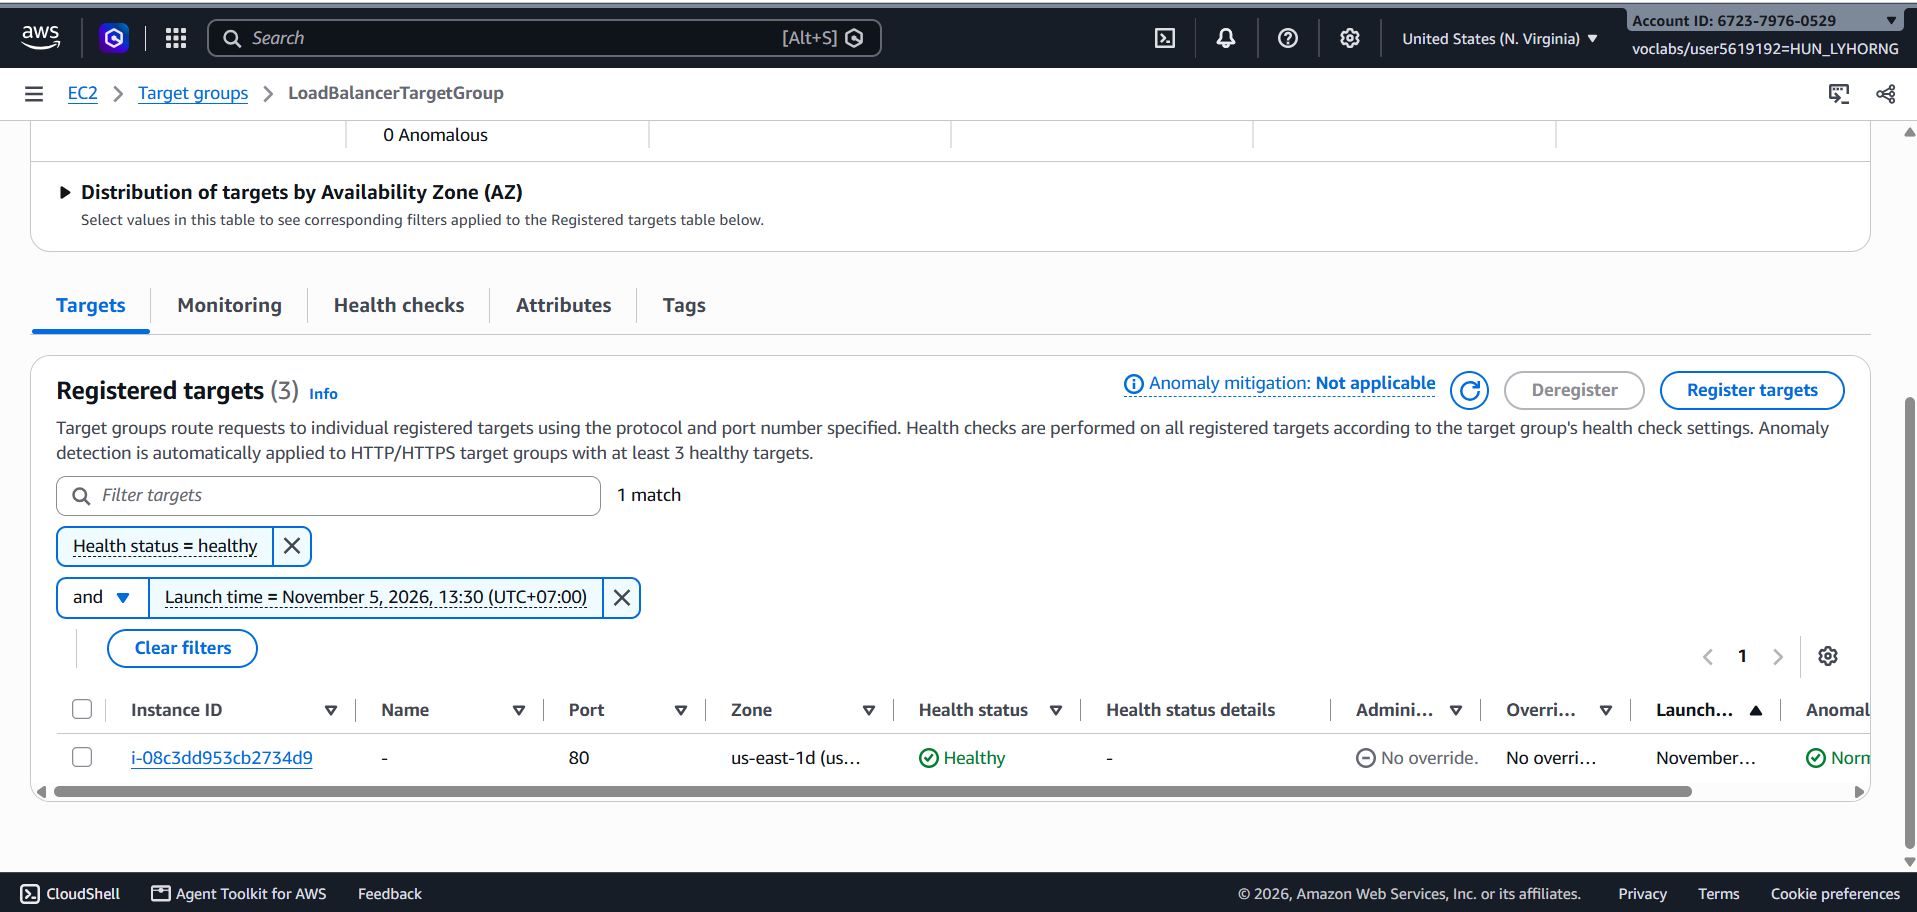 aws
Search [Alt+S]
United States (N. Virginia)
Account ID: 6723-7976-0529
voclabs/user5619192=HUN_LYHORNG
EC2 > Target groups > LoadBalancerTargetGroup
0 Anomalous
Distribution of targets by Availability Zone (AZ)
Select values in this table to see corresponding filters applied to the Registered targets table below.
Targets Monitoring Health checks Attributes Tags
Registered targets (3) Info
Anomaly mitigation: Not applicable
Deregister
Register targets
Target groups route requests to individual registered targets using the protocol and port number specified. Health checks are performed on all registered targets according to the target group's health check settings. Anomaly
detection is automatically applied to HTTP/HTTPS target groups with at least 3 healthy targets.
Filter targets
1 match
Health status = healthy
and Launch time = November 5, 2026, 13:30 (UTC+07:00)
Clear filters
1
Instance ID Name Port Zone Health status Health status details Admini... Overri... Launch... Anomal
i-08c3dd953cb2734d9 - 80 us-east-1d (us... Healthy - No override. No overri... November... Norm
CloudShell Agent Toolkit for AWS Feedback
© 2026, Amazon Web Services, Inc. or its affiliates. Privacy Terms Cookie preferences